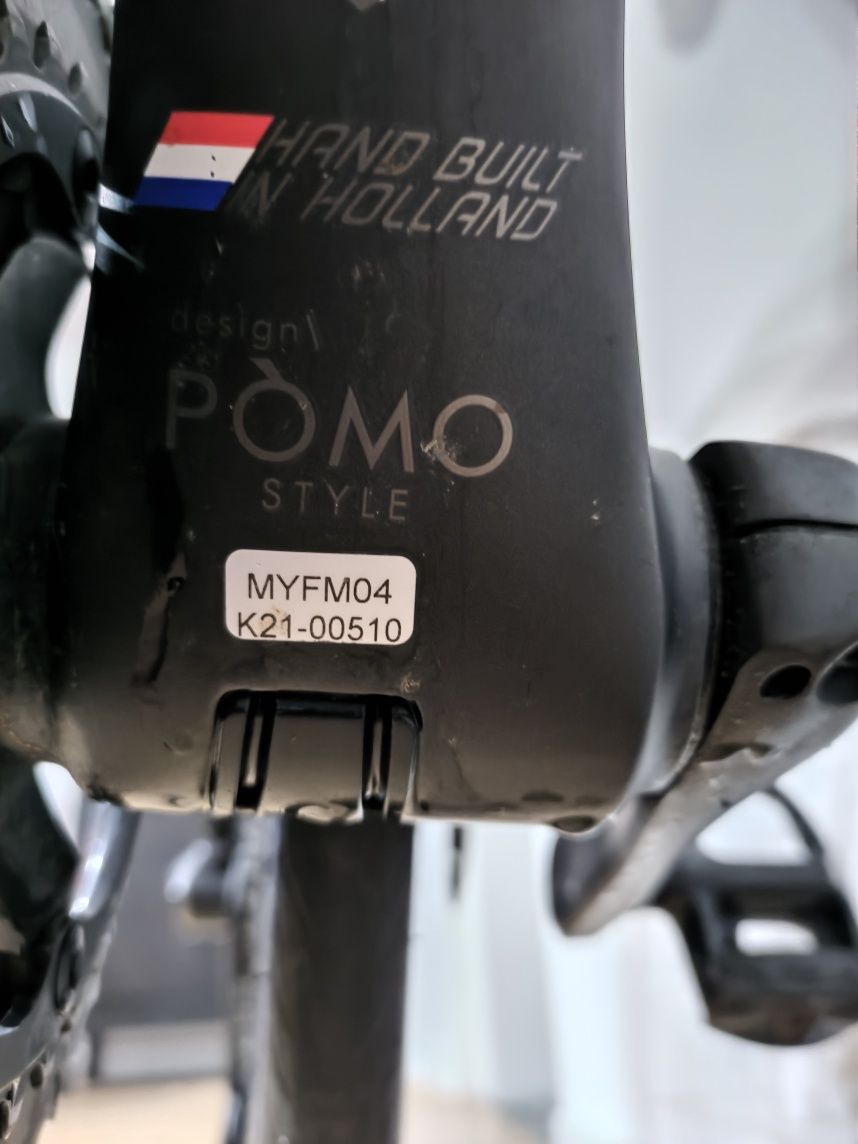 HAND BUILT
IN HOLLAND
design\
PÒMO
STYLE
MYFM04
K21-00510